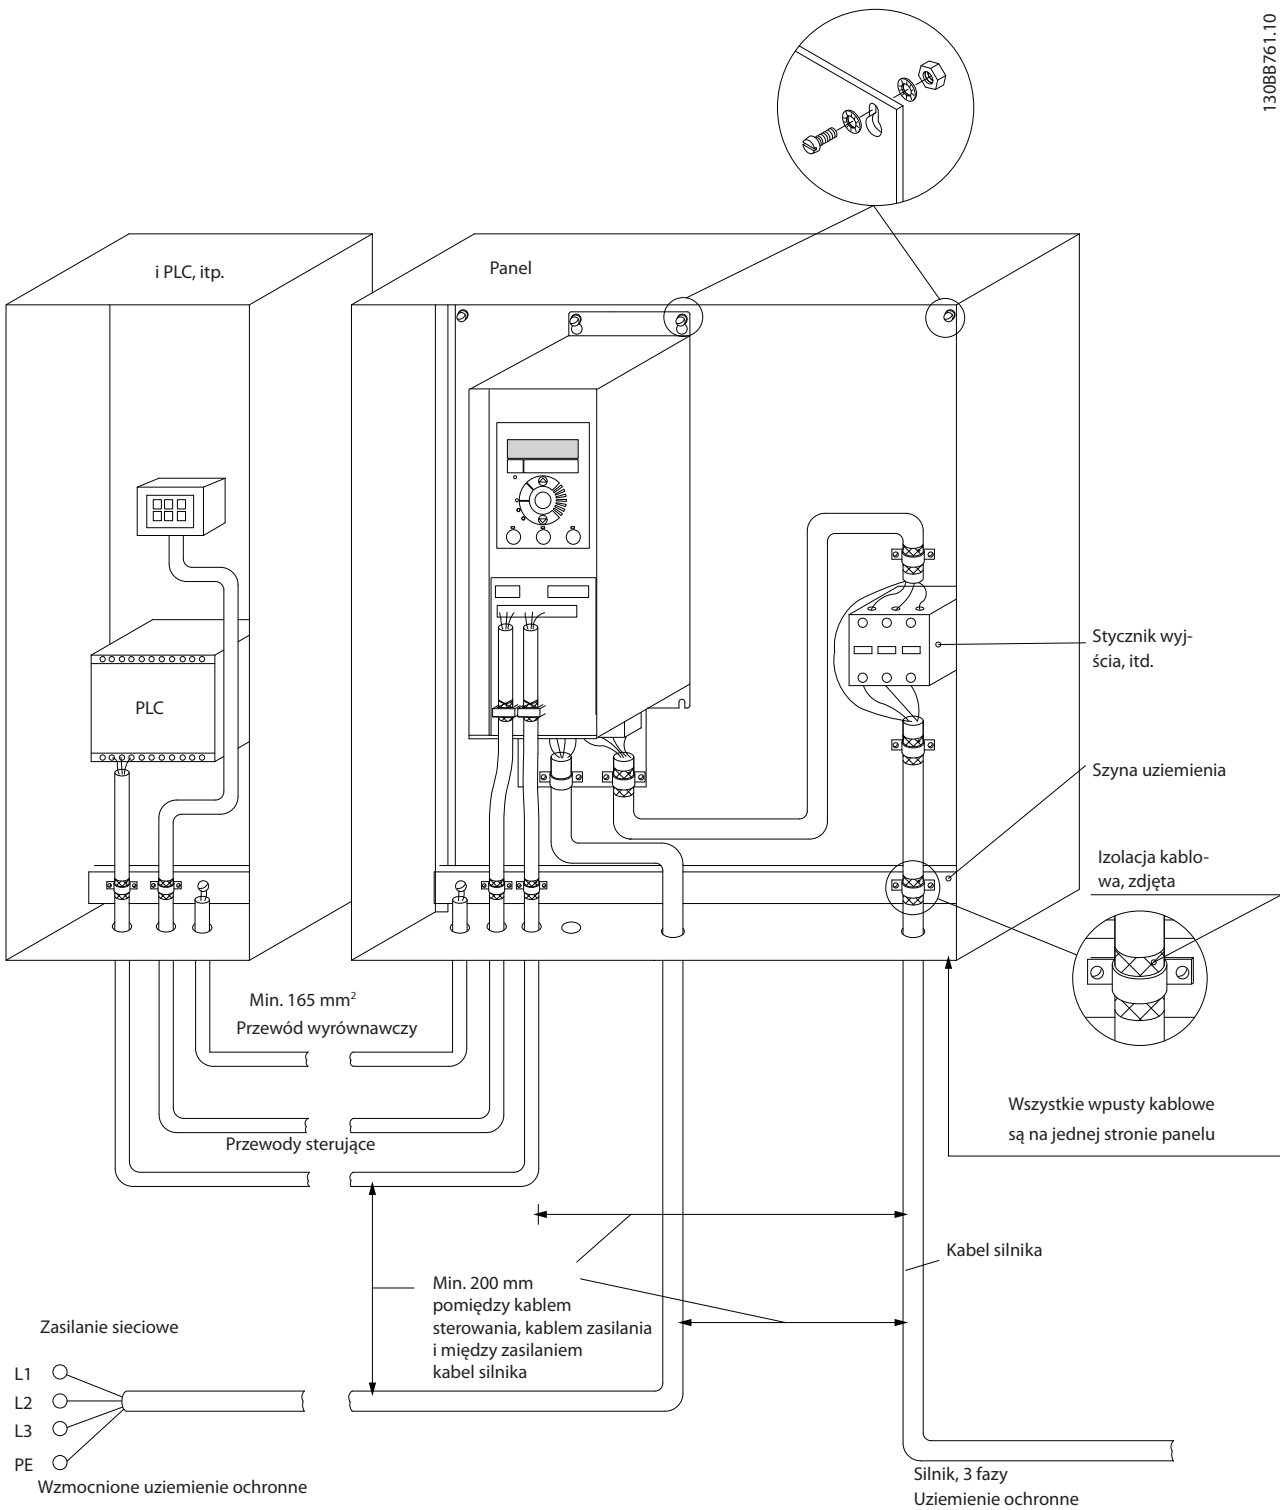 130BB761.10
i PLC, itp.
Panel
PLC
Stycznik wyj-
ścia, itd.
Szyna uziemienia
Izolacja kablo-
wa, zdjęta
Min. 165 mm²
Przewód wyrównawczy
Wszystkie wpusty kablowe
są na jednej stronie panelu
Przewody sterujące
Kabel silnika
Min. 200 mm
pomiędzy kablem
sterowania, kablem zasilania
i między zasilaniem
kabel silnika
Zasilanie sieciowe
L1
L2
L3
PE
Wzmocnione uziemienie ochronne
Silnik, 3 fazy
Uziemienie ochronne